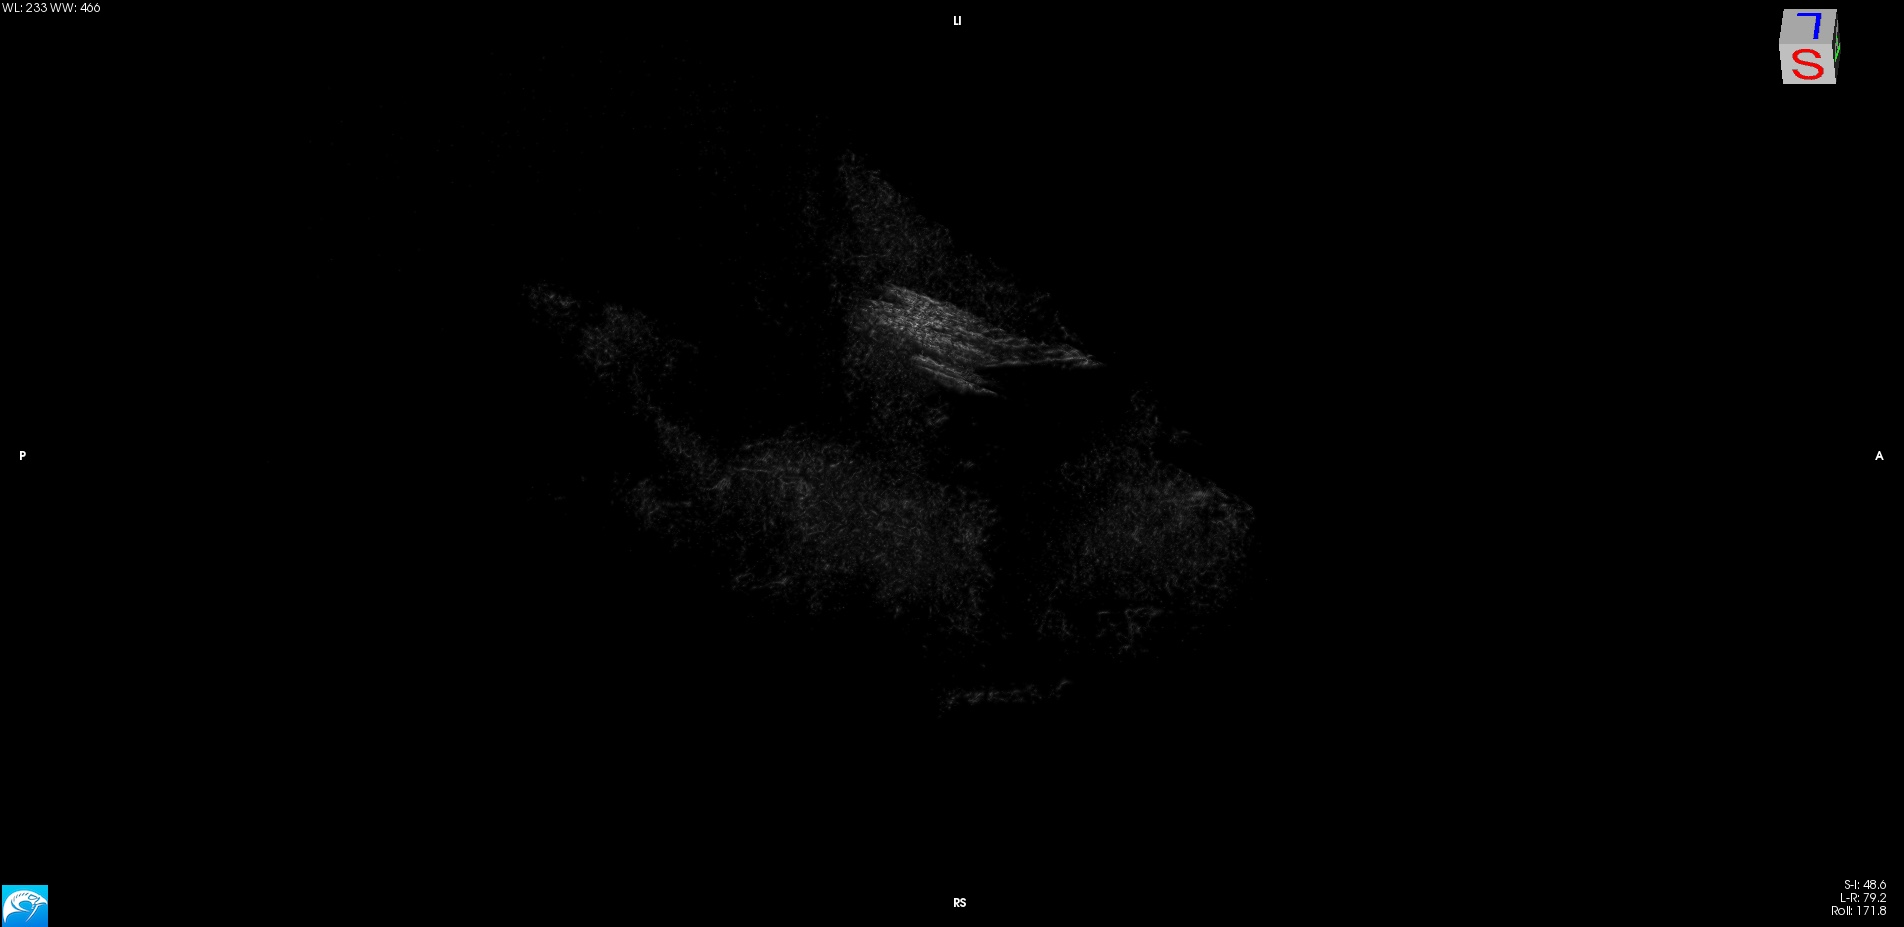 WL: 233 WW: 466
LI
L
S
A
P
A
RS
S-I: 48.6
L-R: 79.2
Roll: 171.8